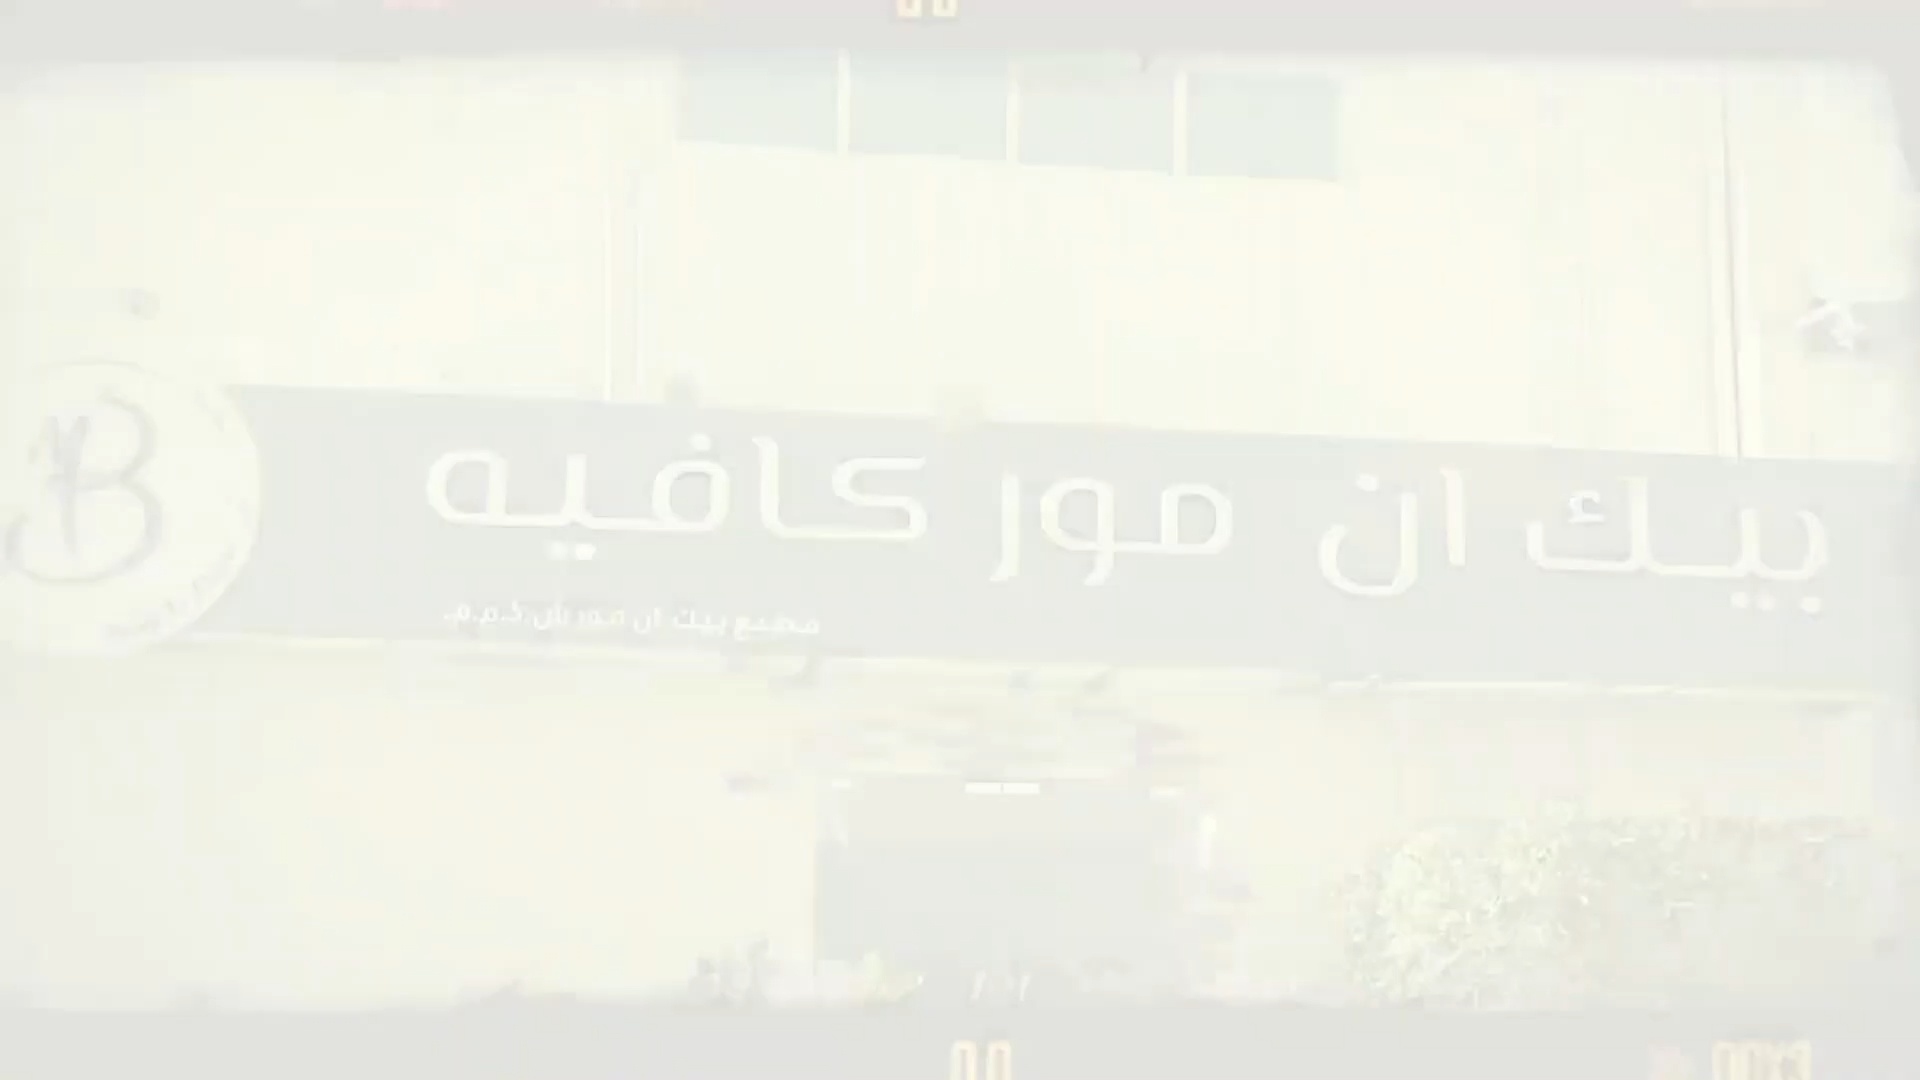 بيك ان مور كافيه
مصنع بيك ان مور ش.ذ.م.م.
B